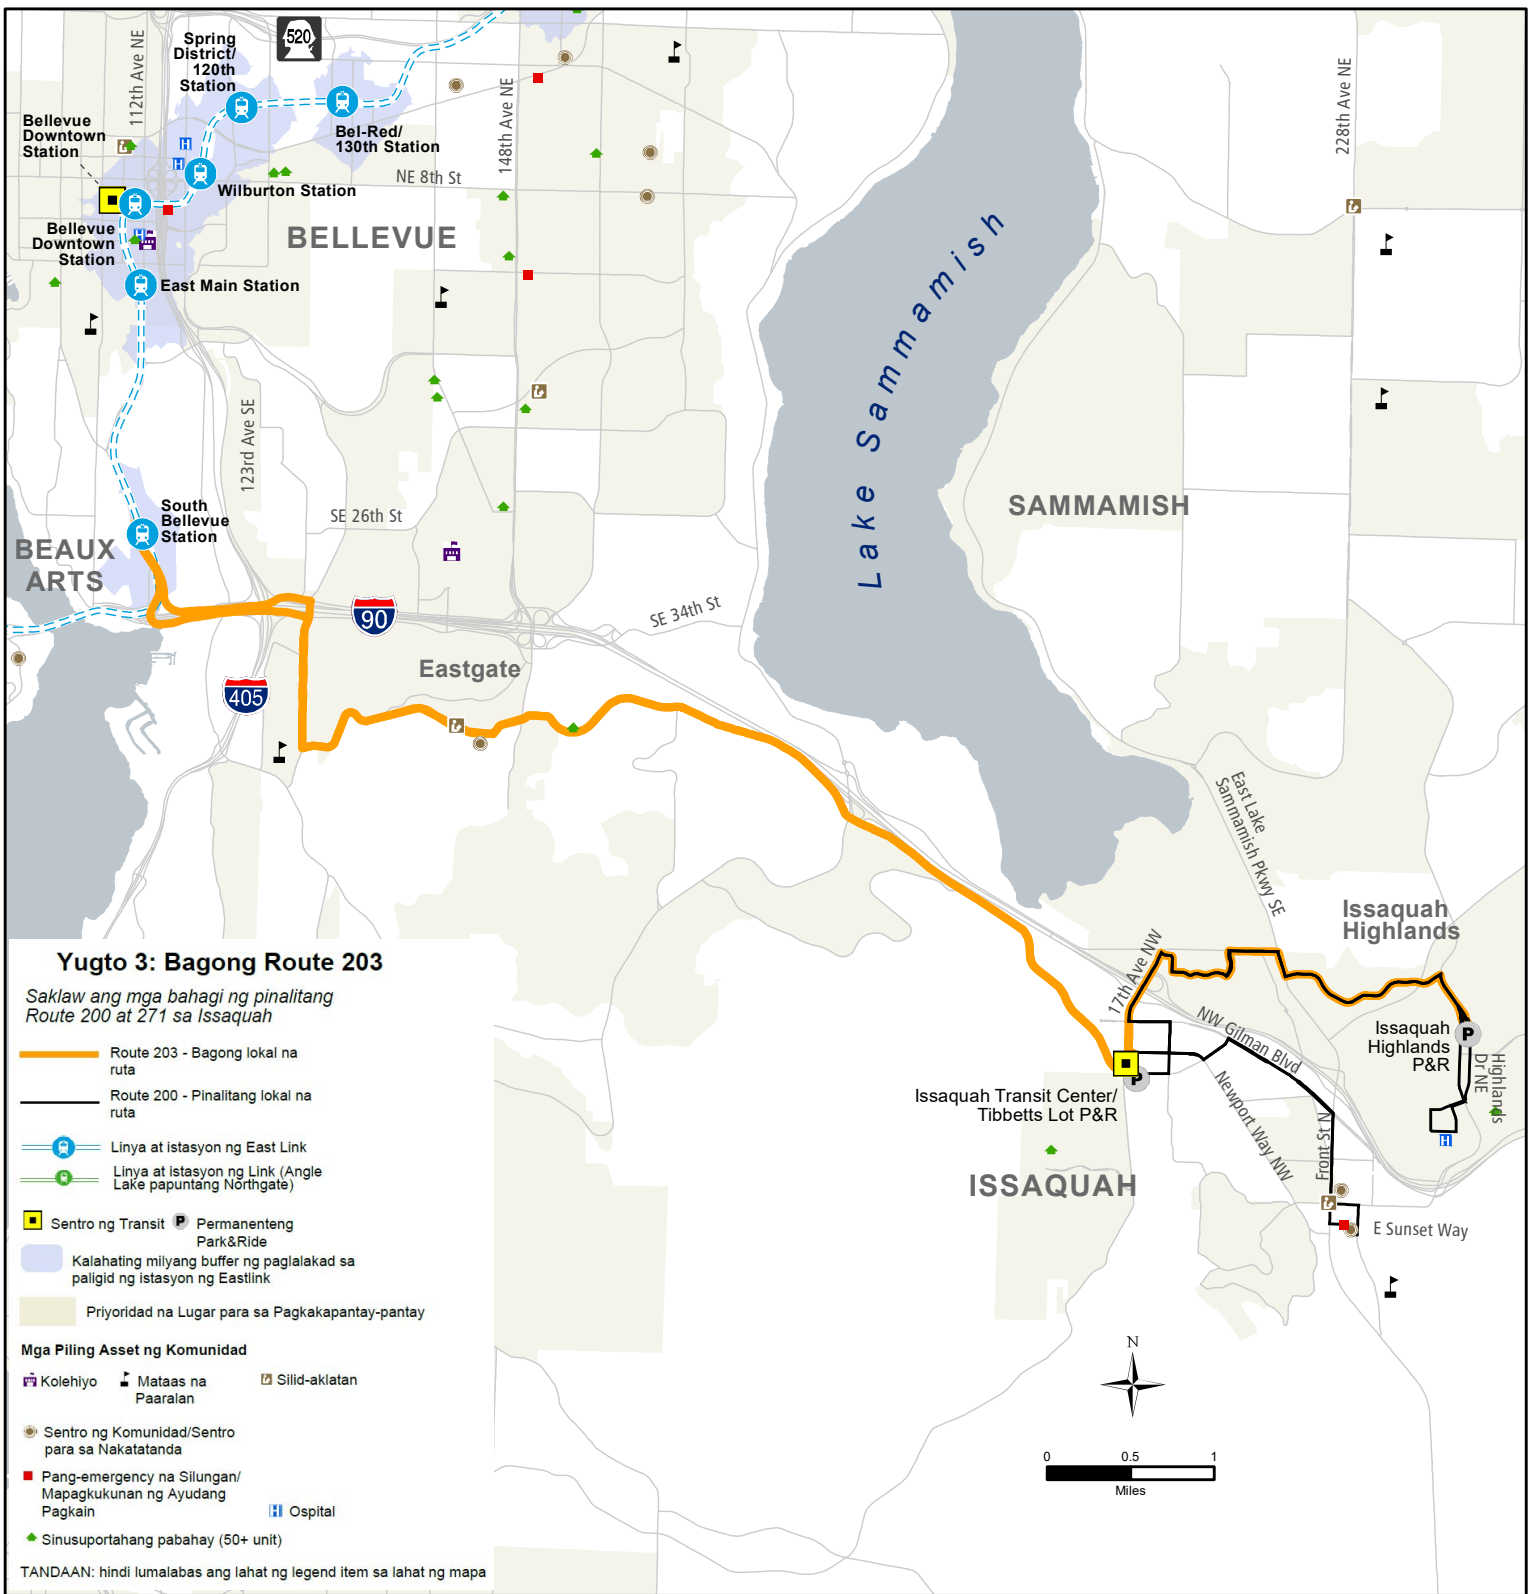 520
112th Ave NE
Spring
District/
120th
Station
Bellevue
Downtown
Station
Bel-Red/
130th Station
148th Ave NE
228th Ave NE
NE 8th St
Wilburton Station
Bellevue
Downtown
Station
BELLEVUE
East Main Station
Lake Sammamish
123rd Ave SE
SE 26th St
South
Bellevue
Station
BEAUX
ARTS
SAMMAMISH
90
SE 34th St
Eastgate
405
East Lake
Sammamish Pkwy SE
Issaquah
Highlands
17th Ave NW
NW Gilman Blvd
Issaquah
Highlands
P&R
P
Highlands
Dr NE
Issaquah Transit Center/
Tibbetts Lot P&R
P
Newport Way NW
Front St N
ISSAQUAH
E Sunset Way
H
H
H
H
N
0 0.5 1
Miles
Yugto 3: Bagong Route 203
Saklaw ang mga bahagi ng pinalitang
Route 200 at 271 sa Issaquah
Route 203 - Bagong lokal na
ruta
Route 200 - Pinalitang lokal na
ruta
Linya at istasyon ng East Link
Linya at istasyon ng Link (Angle
Lake papuntang Northgate)
Sentro ng Transit
P Permanenteng
Park&Ride
Kalahating milyang buffer ng paglalakad sa
paligid ng istasyon ng Eastlink
Priyoridad na Lugar para sa Pagkakapantay-pantay
Mga Piling Asset ng Komunidad
Kolehiyo
Mataas na
Paaralan
Silid-aklatan
Sentro ng Komunidad/Sentro
para sa Nakatatanda
Pang-emergency na Silungan/
Mapagkukunan ng Ayudang
Pagkain
H Ospital
Sinusuportahang pabahay (50+ unit)
TANDAAN: hindi lumalabas ang lahat ng legend item sa lahat ng mapa